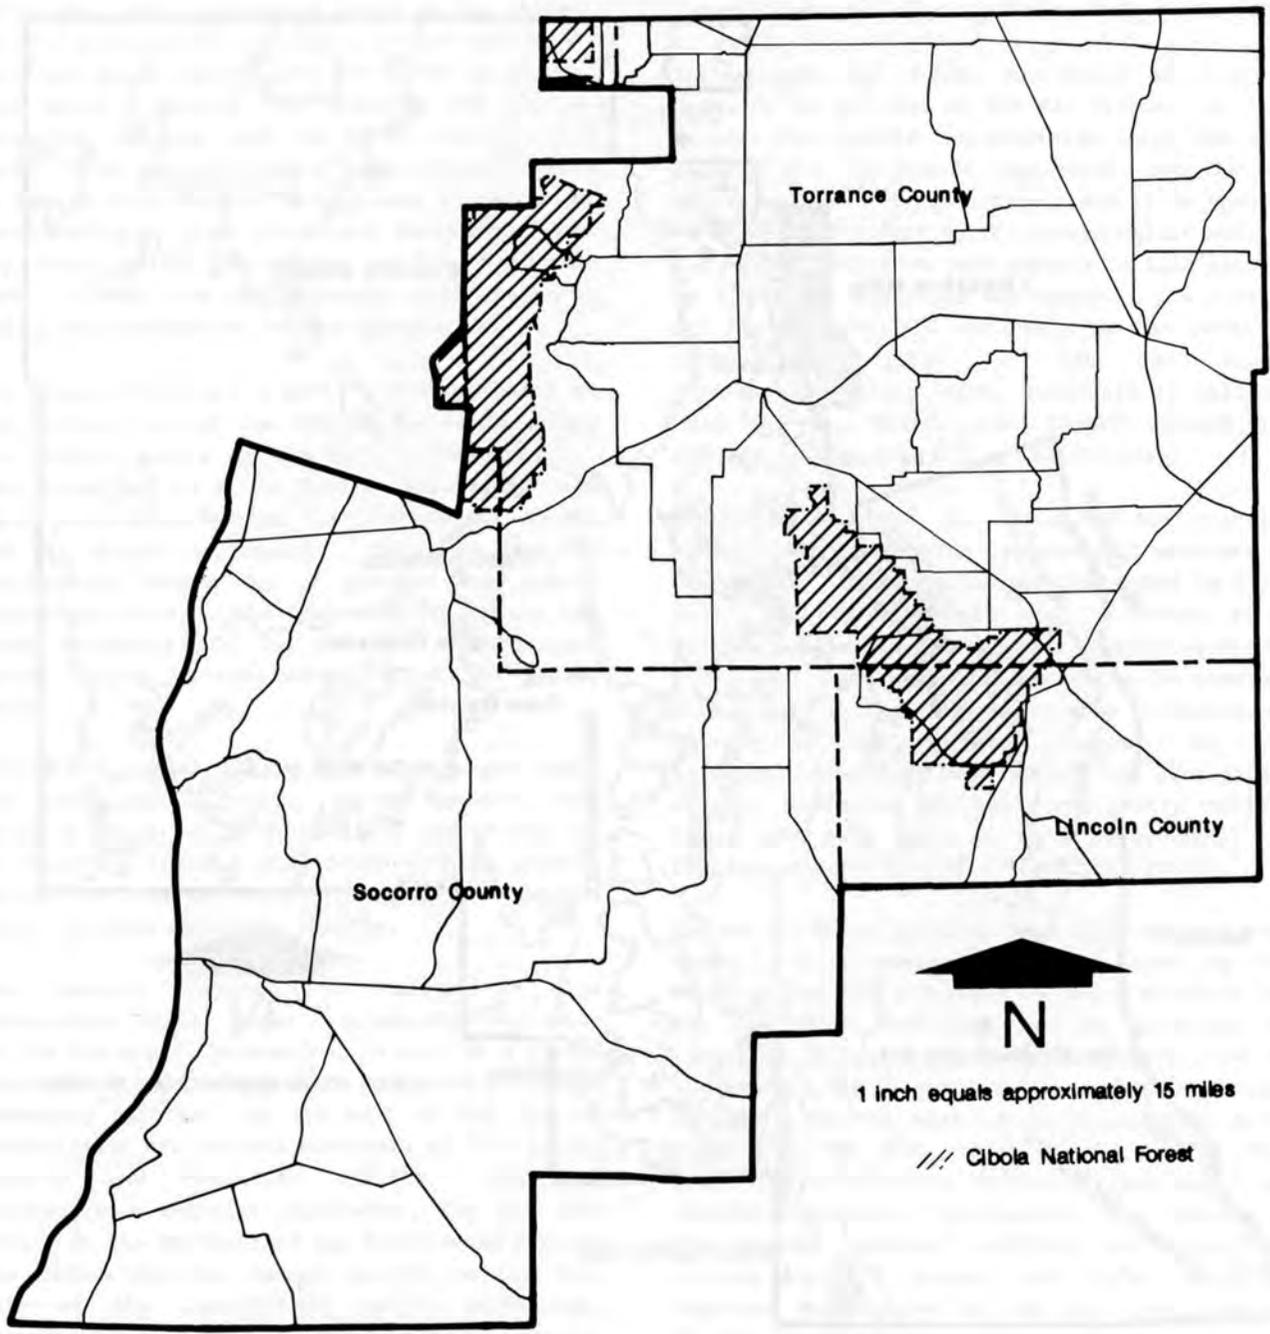 Torrance County
Lincoln County
Socorro County
N
1 inch equals approximately 15 miles
Cibola National Forest